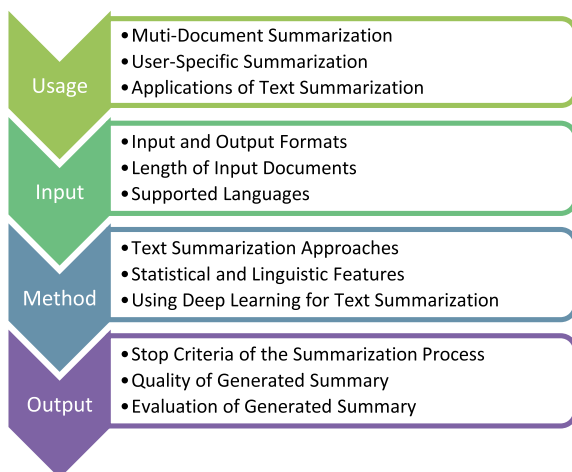 Usage
•Muti-Document Summarization
•User-Specific Summarization
•Applications of Text Summarization
Input
•Input and Output Formats
•Length of Input Documents
•Supported Languages
Method
•Text Summarization Approaches
•Statistical and Linguistic Features
•Using Deep Learning for Text Summarization
Output
•Stop Criteria of the Summarization Process
•Quality of Generated Summary
•Evaluation of Generated Summary